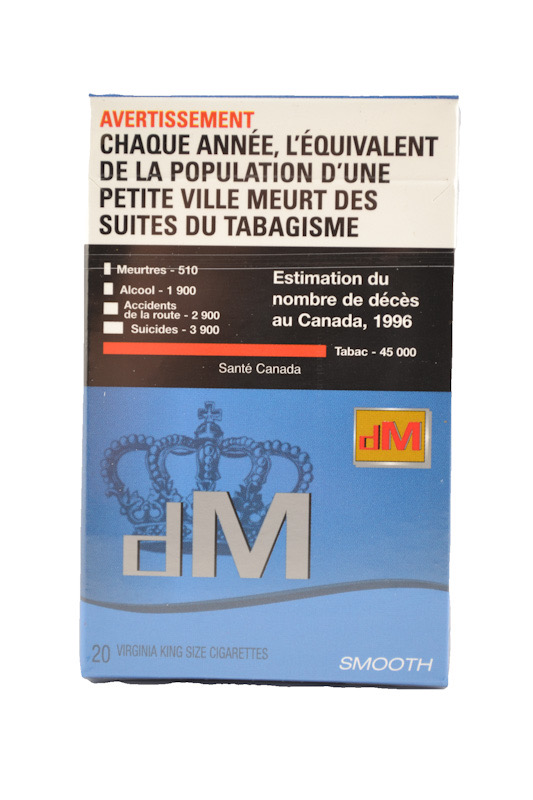 AVERTISSEMENT
CHAQUE ANNÉE, L'ÉQUIVALENT
DE LA POPULATION D'UNE
PETITE VILLE MEURT DES
SUITES DU TABAGISME
Meurtres - 510
Alcool - 1 900
Accidents
de la route - 2 900
Suicides - 3 900
Estimation du
nombre de décès
au Canada, 1996
Tabac - 45 000
Santé Canada
dM
dM
20 VIRGINIA KING SIZE CIGARETTES
SMOOTH